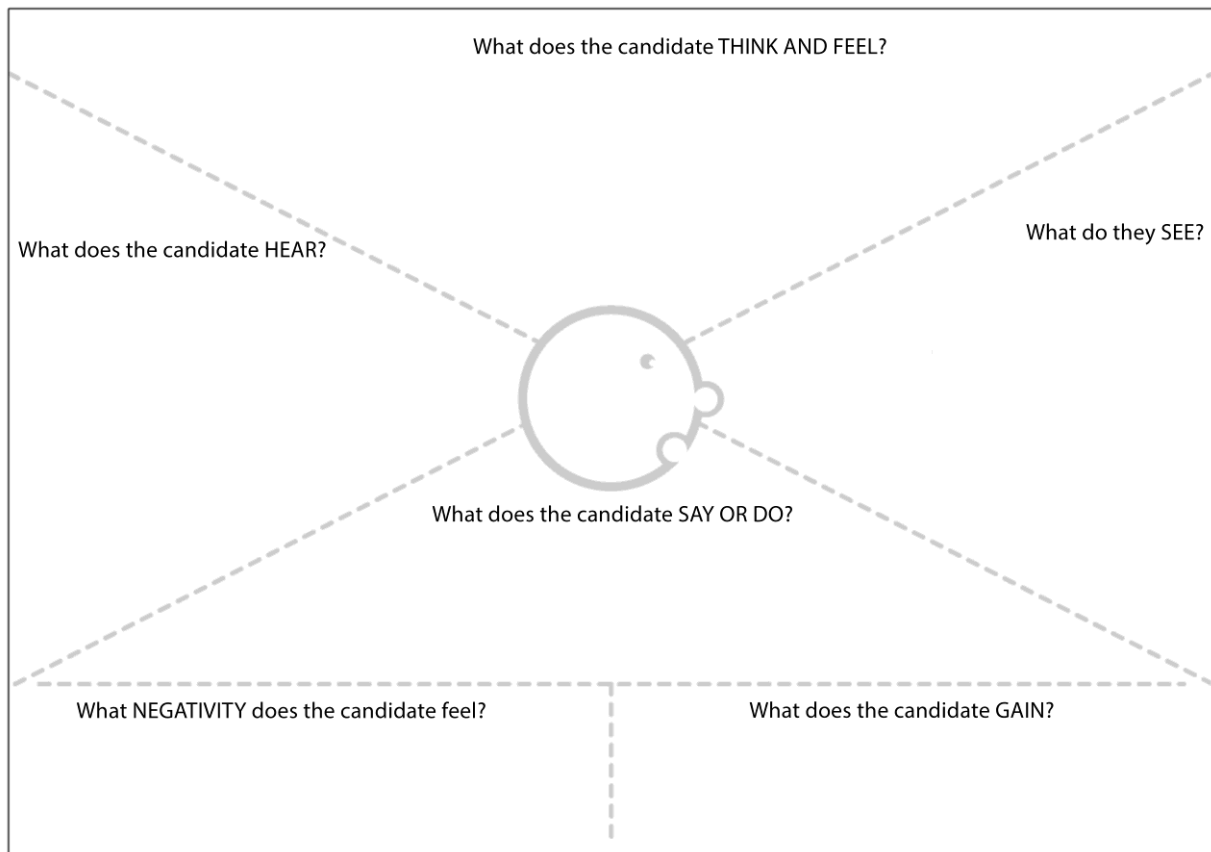 What does the candidate THINK AND FEEL?
What does the candidate HEAR?
What do they SEE?
What does the candidate SAY OR DO?
What NEGATIVITY does the candidate feel?
What does the candidate GAIN?